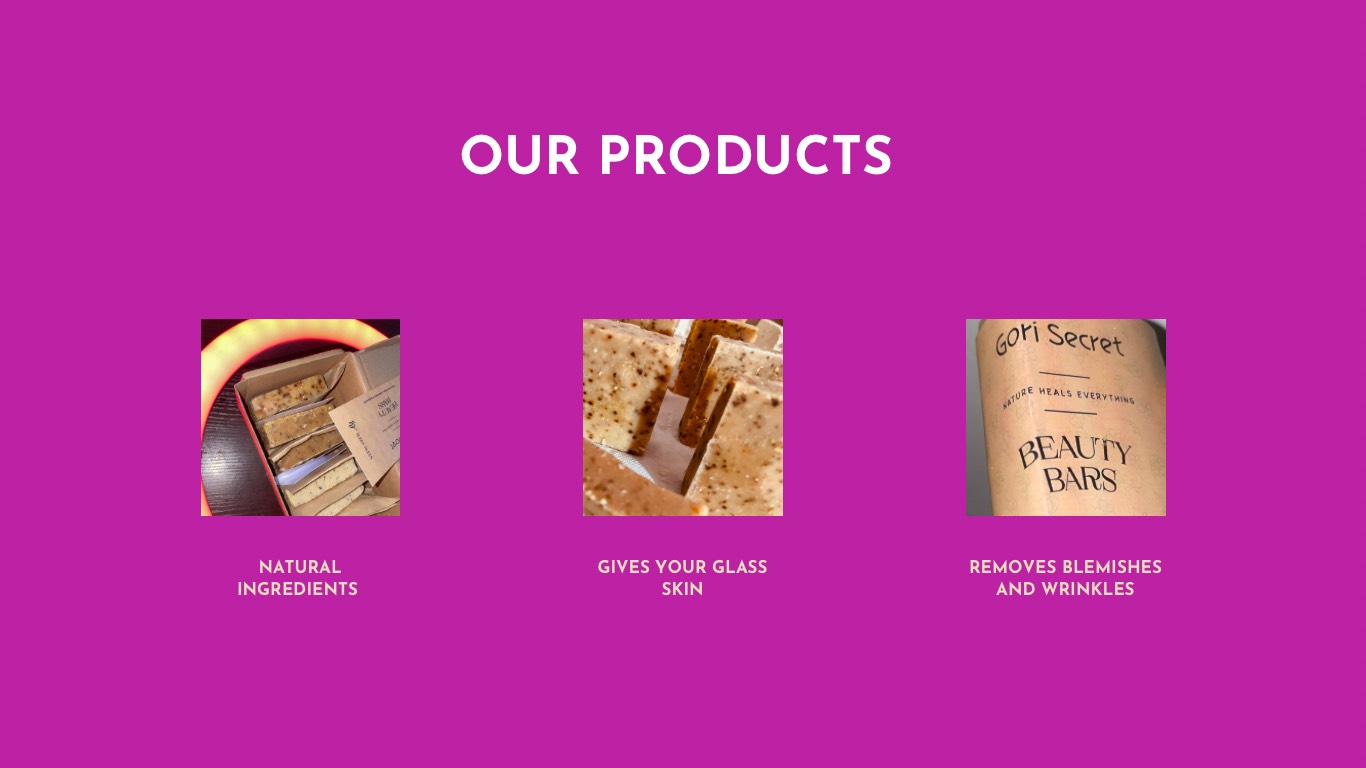 OUR PRODUCTS
Gori Secret
NATURE HEALS EVERYTHING
BEAUTY
BARS
NATURAL
INGREDIENTS
GIVES YOUR GLASS
SKIN
REMOVES BLEMISHES
AND WRINKLES